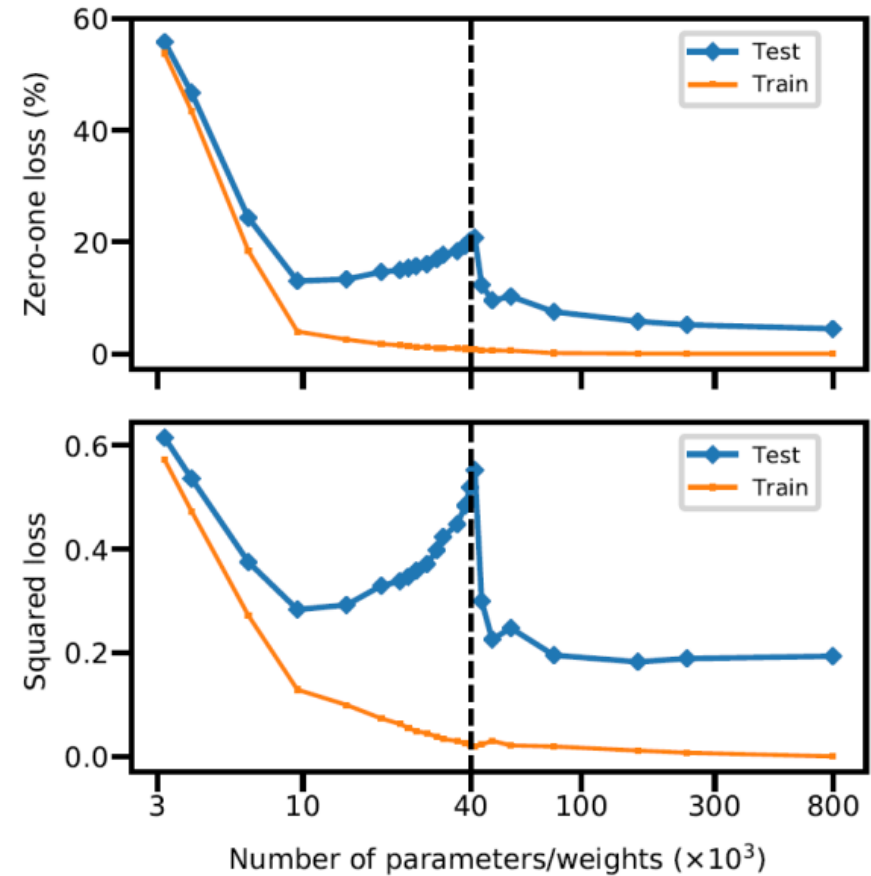 Zero-one loss (%)
60
40
20
0
Test
Train
Squared loss
0.6
0.4
0.2
0.0
Test
Train
3 10 40 100 300 800
Number of parameters/weights (×10³)